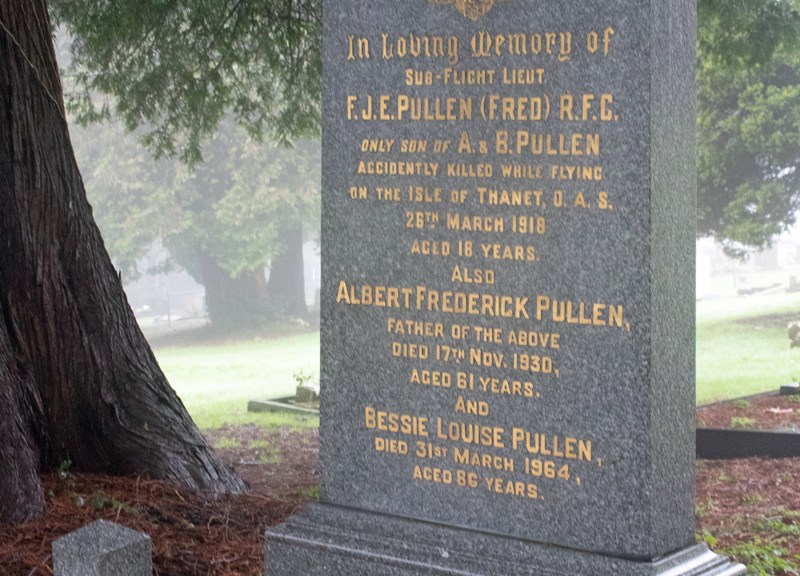 In Loving Memory of
SUB-FLIGHT LIEUT.
F.J.E.PULLEN (FRED) R.F.C.
ONLY SON OF A. & B. PULLEN
ACCIDENTLY KILLED WHILE FLYING
ON THE ISLE OF THANET, O.A.S.
26TH MARCH 1918
AGED 18 YEARS.
ALSO
ALBERT FREDERICK PULLEN,
FATHER OF THE ABOVE
DIED 17TH NOV. 1930,
AGED 61 YEARS.
AND
BESSIE LOUISE PULLEN,
DIED 31ST MARCH 1964,
AGED 86 YEARS.